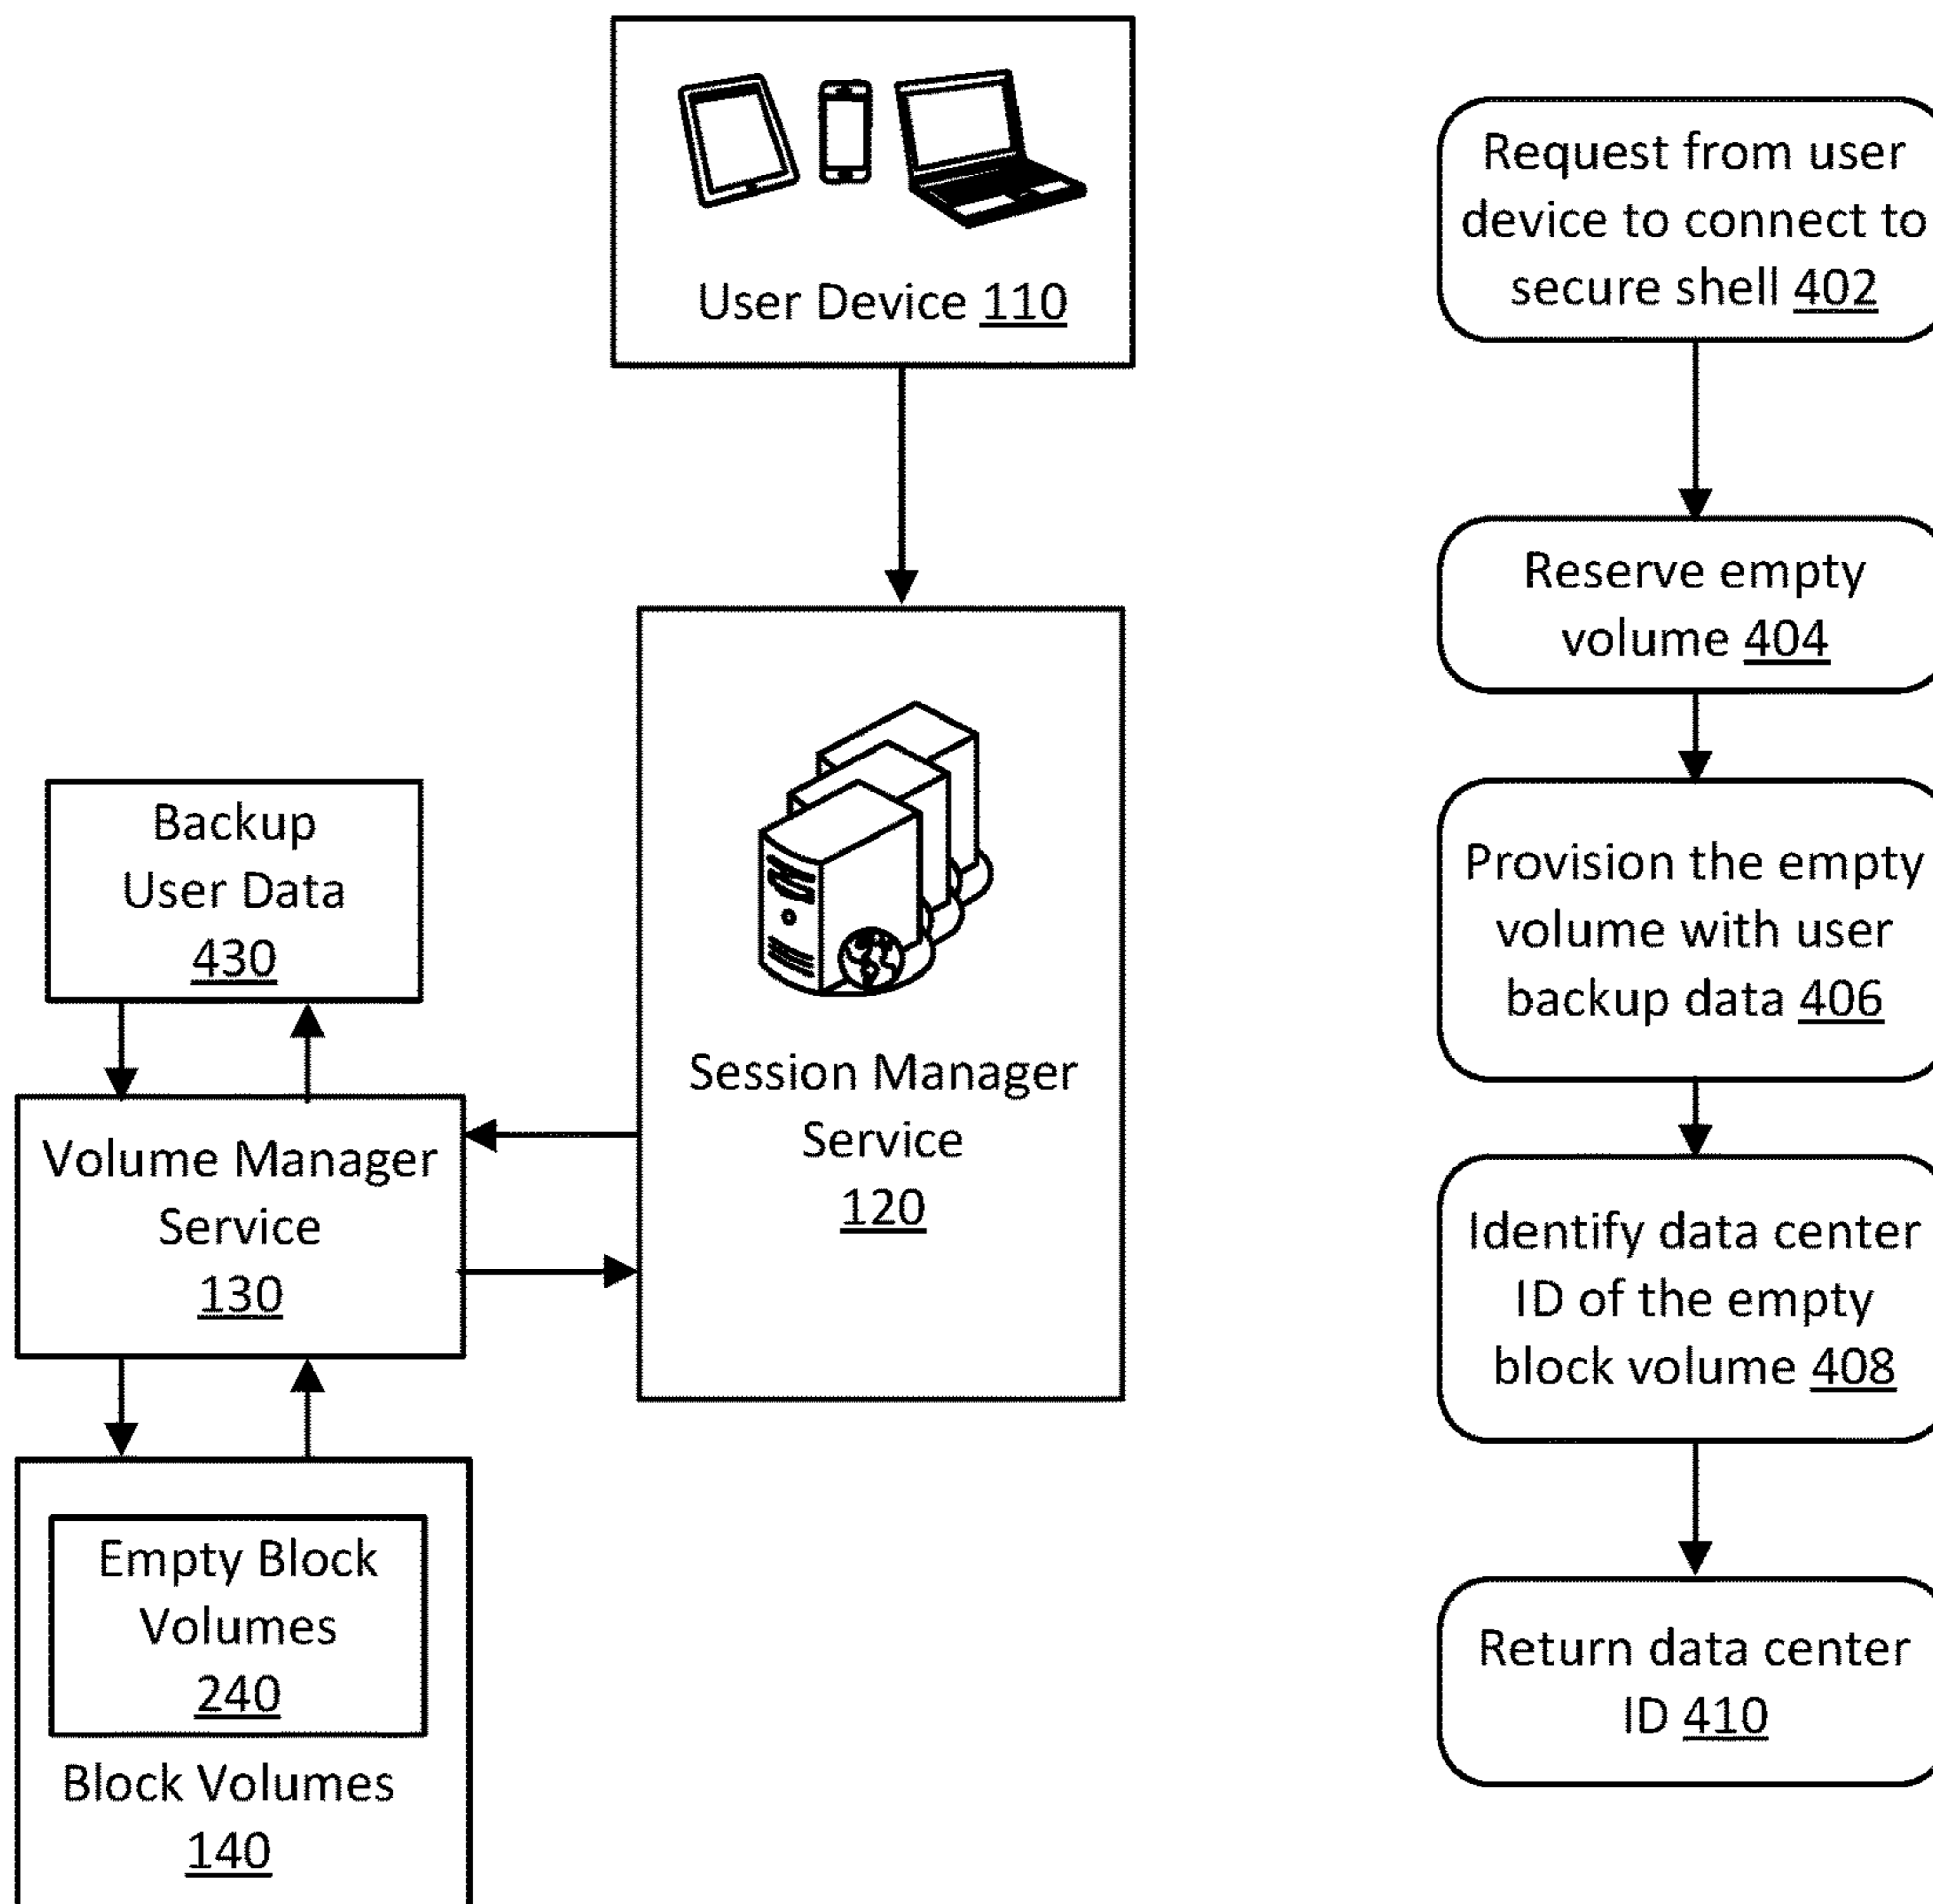 User Device 110
Session Manager
Service
120
Backup
User Data
430
Volume Manager
Service
130
Empty Block
Volumes
240
Block Volumes
140
Request from user
device to connect to
secure shell 402
Reserve empty
volume 404
Provision the empty
volume with user
backup data 406
Identify data center
ID of the empty
block volume 408
Return data center
ID 410